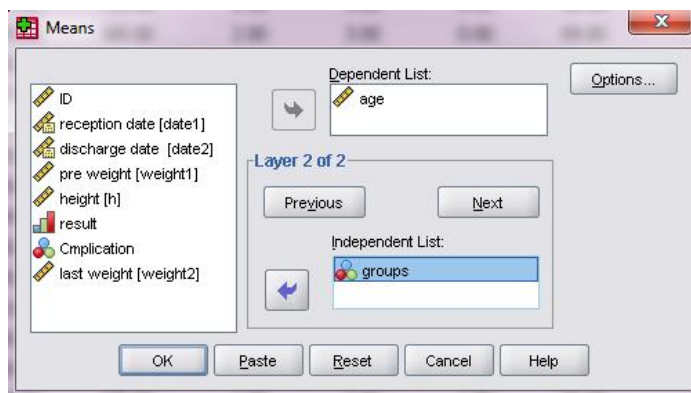 Means
ID
reception date [date1]
discharge date [date2]
pre weight [weight1]
height [h]
result
Cmplication
last weight [weight2]
Dependent List:
age
Options...
Layer 2 of 2
Previous
Next
Independent List:
groups
OK
Paste
Reset
Cancel
Help